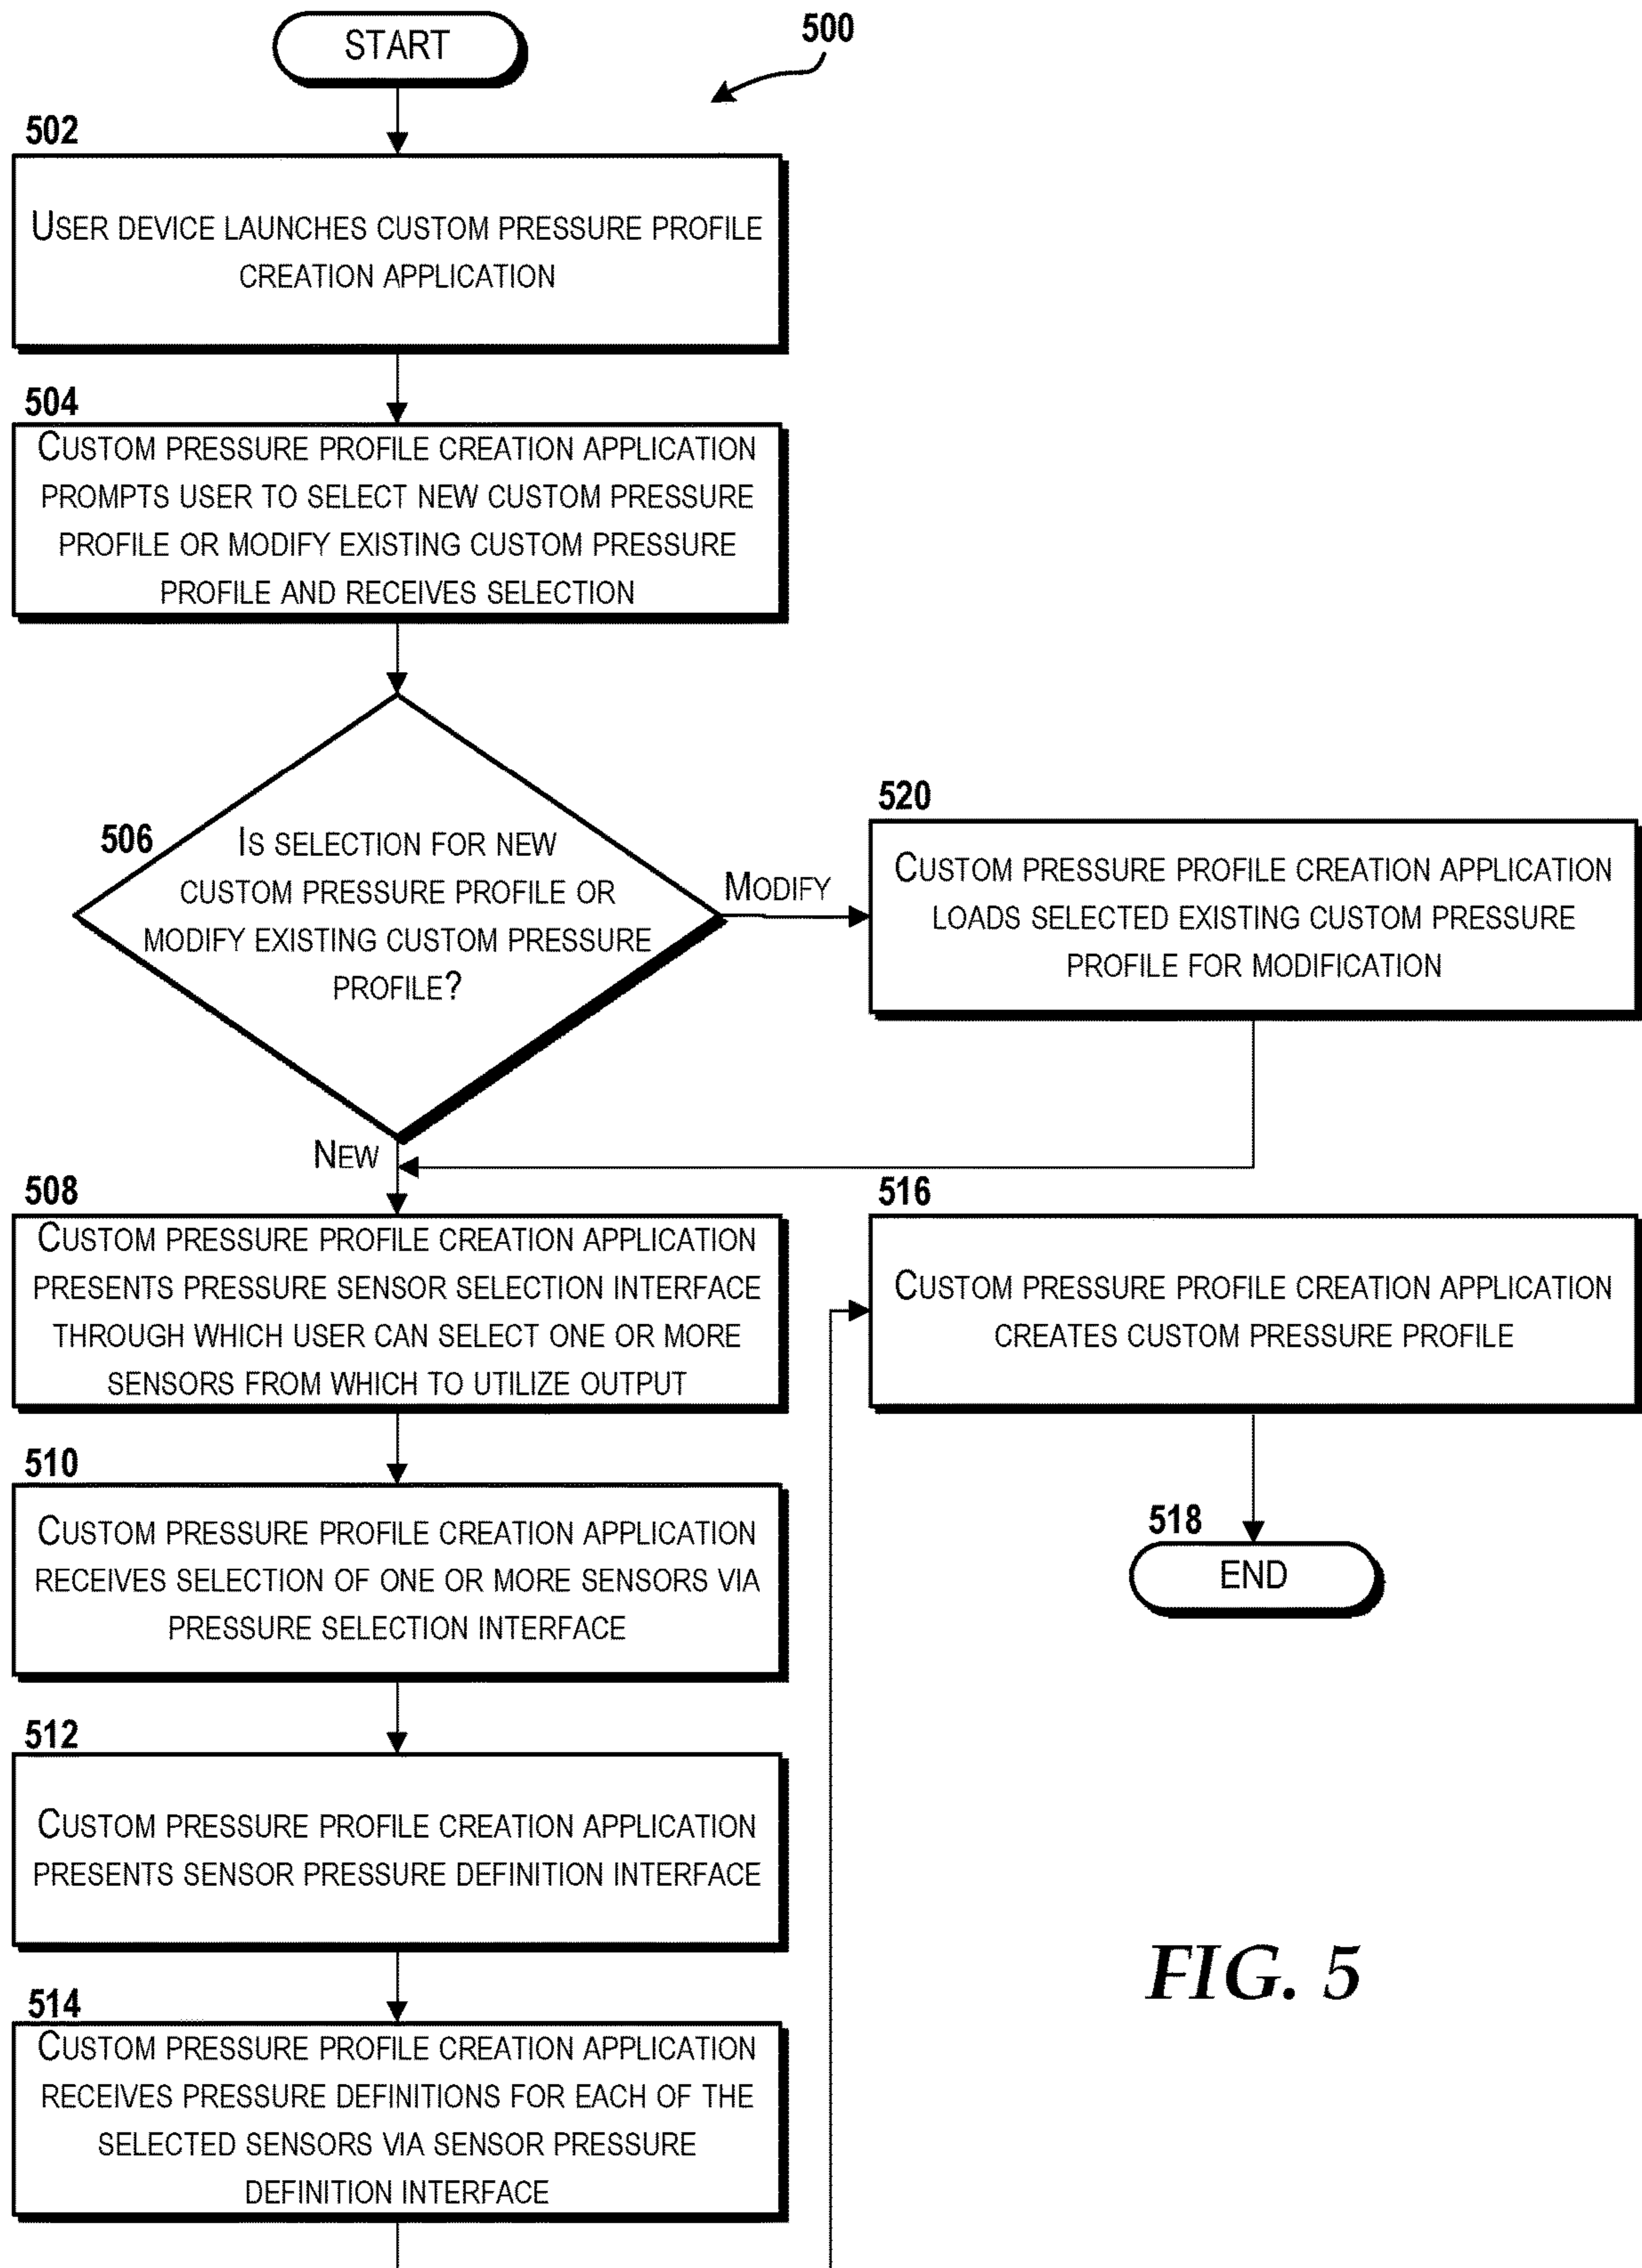 START
500
502
USER DEVICE LAUNCHES CUSTOM PRESSURE PROFILE
CREATION APPLICATION
504
CUSTOM PRESSURE PROFILE CREATION APPLICATION
PROMPTS USER TO SELECT NEW CUSTOM PRESSURE
PROFILE OR MODIFY EXISTING CUSTOM PRESSURE
PROFILE AND RECEIVES SELECTION
506
IS SELECTION FOR NEW
CUSTOM PRESSURE PROFILE OR
MODIFY EXISTING CUSTOM PRESSURE
PROFILE?
MODIFY
520
CUSTOM PRESSURE PROFILE CREATION APPLICATION
LOADS SELECTED EXISTING CUSTOM PRESSURE
PROFILE FOR MODIFICATION
NEW
508
CUSTOM PRESSURE PROFILE CREATION APPLICATION
PRESENTS PRESSURE SENSOR SELECTION INTERFACE
THROUGH WHICH USER CAN SELECT ONE OR MORE
SENSORS FROM WHICH TO UTILIZE OUTPUT
510
CUSTOM PRESSURE PROFILE CREATION APPLICATION
RECEIVES SELECTION OF ONE OR MORE SENSORS VIA
PRESSURE SELECTION INTERFACE
512
CUSTOM PRESSURE PROFILE CREATION APPLICATION
PRESENTS SENSOR PRESSURE DEFINITION INTERFACE
514
CUSTOM PRESSURE PROFILE CREATION APPLICATION
RECEIVES PRESSURE DEFINITIONS FOR EACH OF THE
SELECTED SENSORS VIA SENSOR PRESSURE
DEFINITION INTERFACE
516
CUSTOM PRESSURE PROFILE CREATION APPLICATION
CREATES CUSTOM PRESSURE PROFILE
518
END
FIG. 5